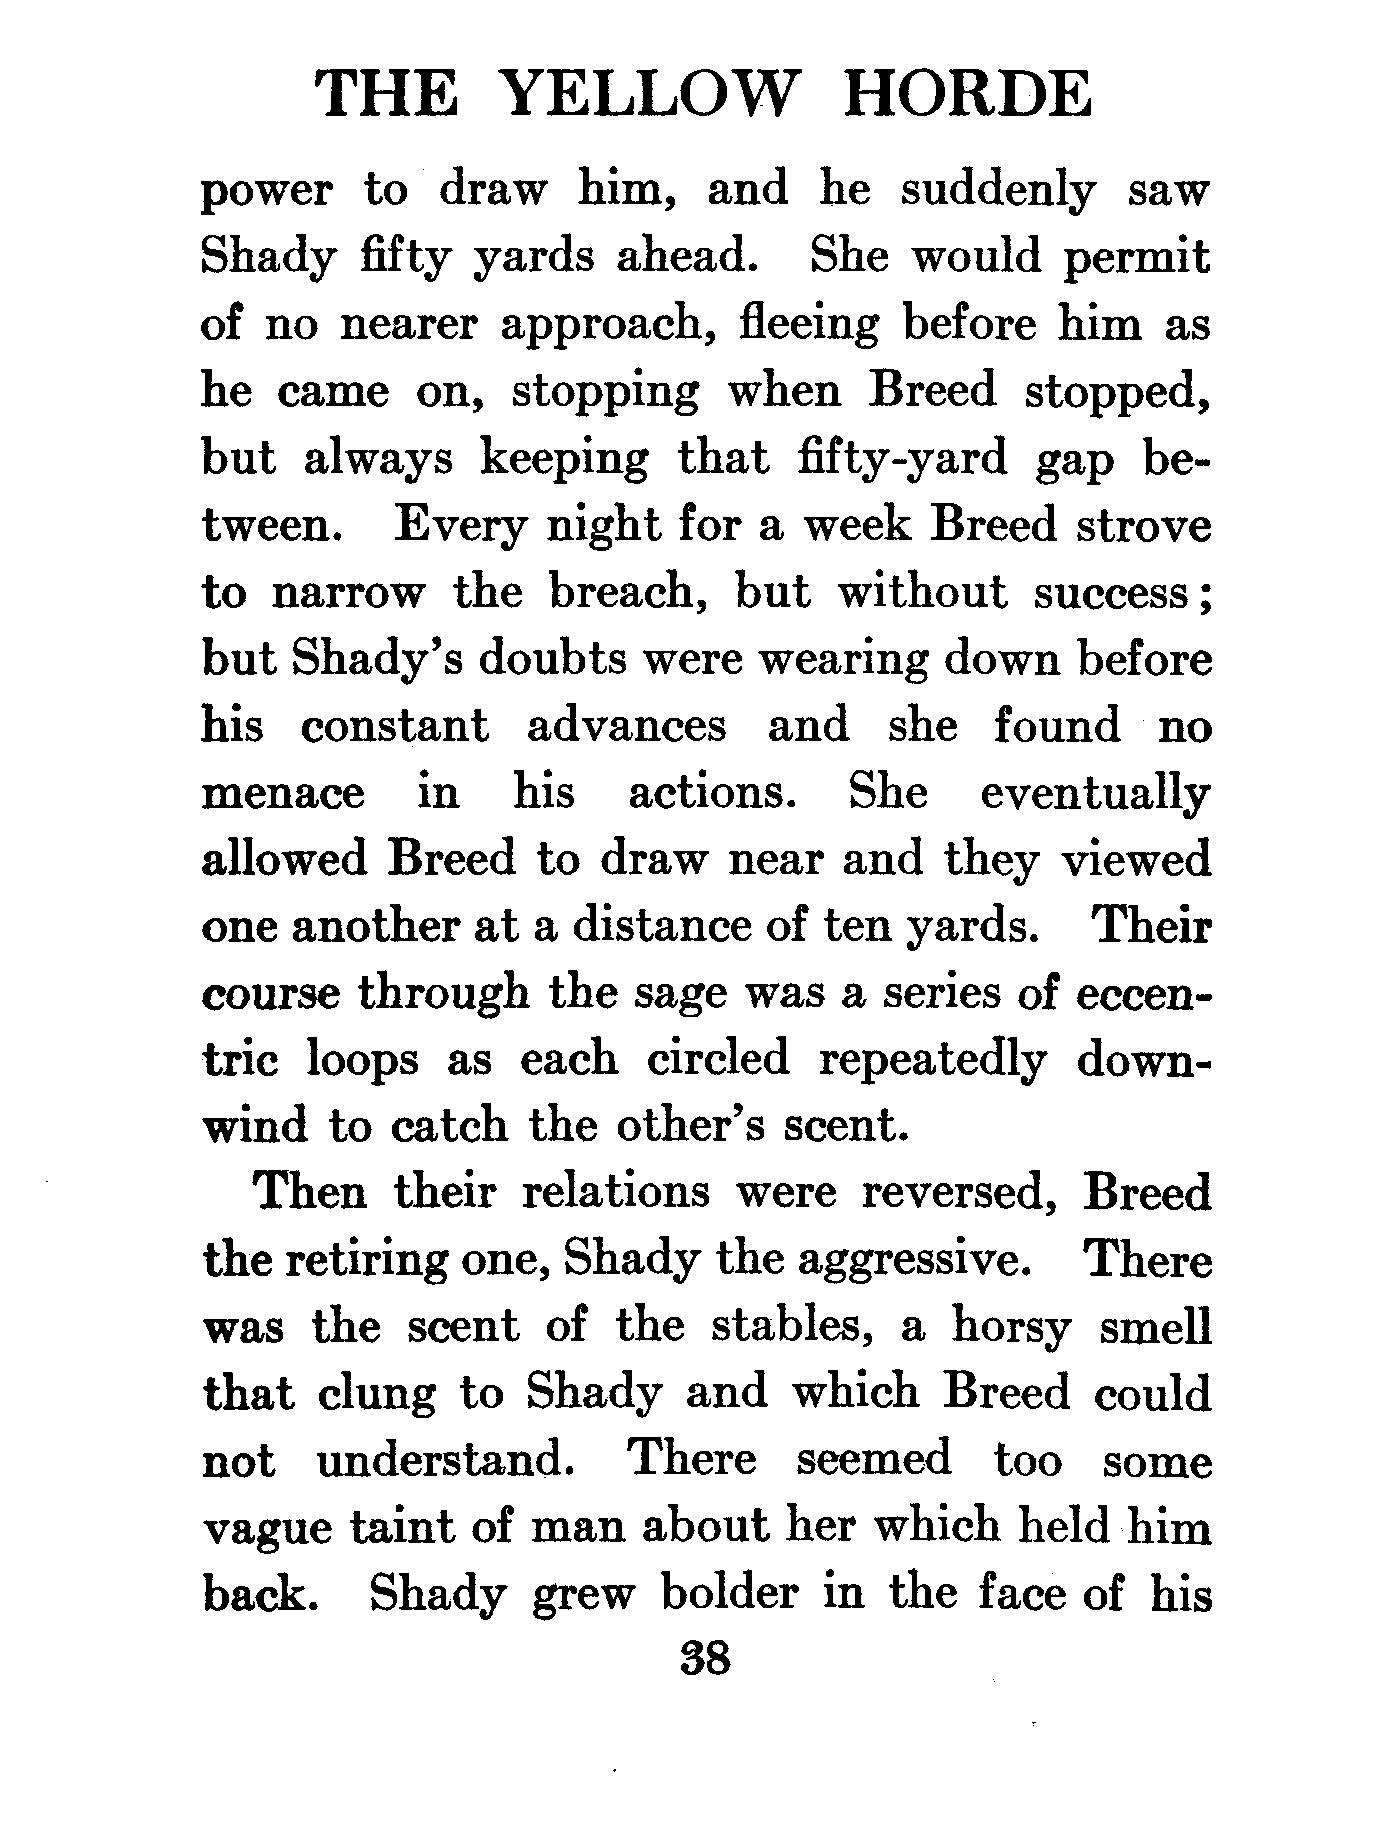 THE YELLOW HORDE
power to draw him, and he suddenly saw
Shady fifty yards ahead. She would permit
of no nearer approach, fleeing before him as
he came on, stopping when Breed stopped,
but always keeping that fifty-yard gap be-
tween. Every night for a week Breed strove
to narrow the breach, but without success;
but Shady's doubts were wearing down before
his constant advances and she found no
menace in his actions. She eventually
allowed Breed to draw near and they viewed
one another at a distance of ten yards. Their
course through the sage was a series of eccen-
tric loops as each circled repeatedly down-
wind to catch the other's scent.
Then their relations were reversed, Breed
the retiring one, Shady the aggressive. There
was the scent of the stables, a horsy smell
that clung to Shady and which Breed could
not understand. There seemed too some
vague taint of man about her which held him
back. Shady grew bolder in the face of his
38